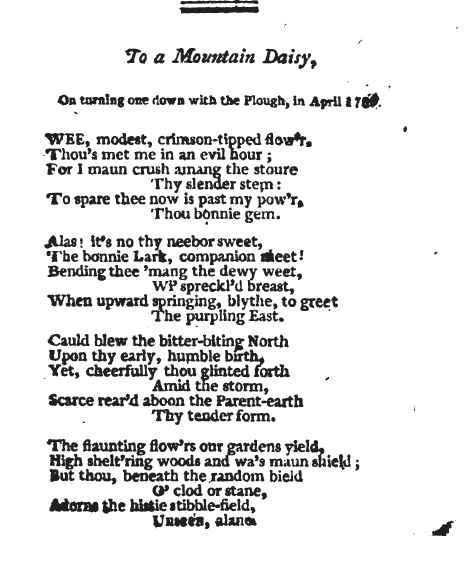 To a Mountain Daisy,
On turning one down with the Plough, in April
WEE, modest, crimson-tipped flow'r,
Thou's met me in an evil hour ;
For I maun crush amang the stoure
Thy slender stem :
To spare thee now is past my pow'r,
Thou bonnie gem.
Alas! it's no thy neebor sweet,
The bonnie Lark, companion meet!
Bending thee 'mang the dewy weet,
Wi' spreckl'd breast,
When upward springing, blythe, to greet
The purpling East.
Cauld blew the bitter-biting North
Upon thy early, humble birth,
Yet, cheerfully thou glinted forth
Amid the storm,
Scarce rear'd aboon the Parent-earth
Thy tender form.
The flaunting flow'rs our gardens yield,
High shelt'ring woods and wa's maun shield ;
But thou, beneath the random bield
O' clod or stane,
Adorns the histie stibble-field,
Unseen, alane